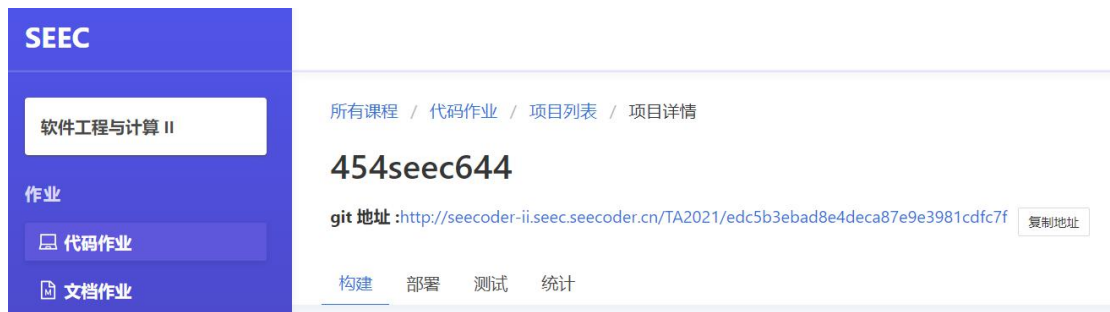 SEEC
软件工程与计算 II
作业
代码作业
文档作业
所有课程 / 代码作业 / 项目列表 / 项目详情
454seec644
git 地址 :http://seecoder-ii.seec.seecoder.cn/TA2021/edc5b3ebad8e4deca87e9e3981cdfc7f 复制地址
构建 部署 测试 统计